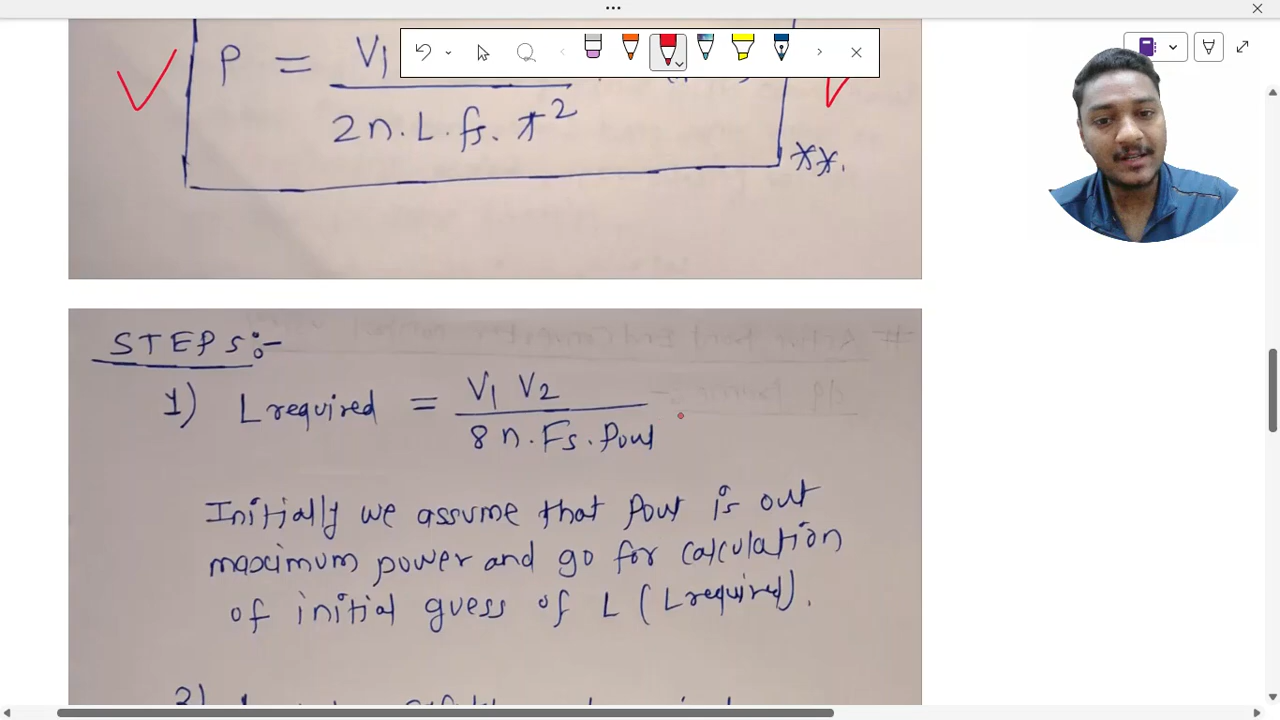 P = V1
2n.L.fs.π²
**.
STEPS:-
1) Lrequired = V1 V2
8 n.Fs.Pout
Initially we assume that Pout is out
maximum power and go for calculation
of initial guess of L (Lrequired).